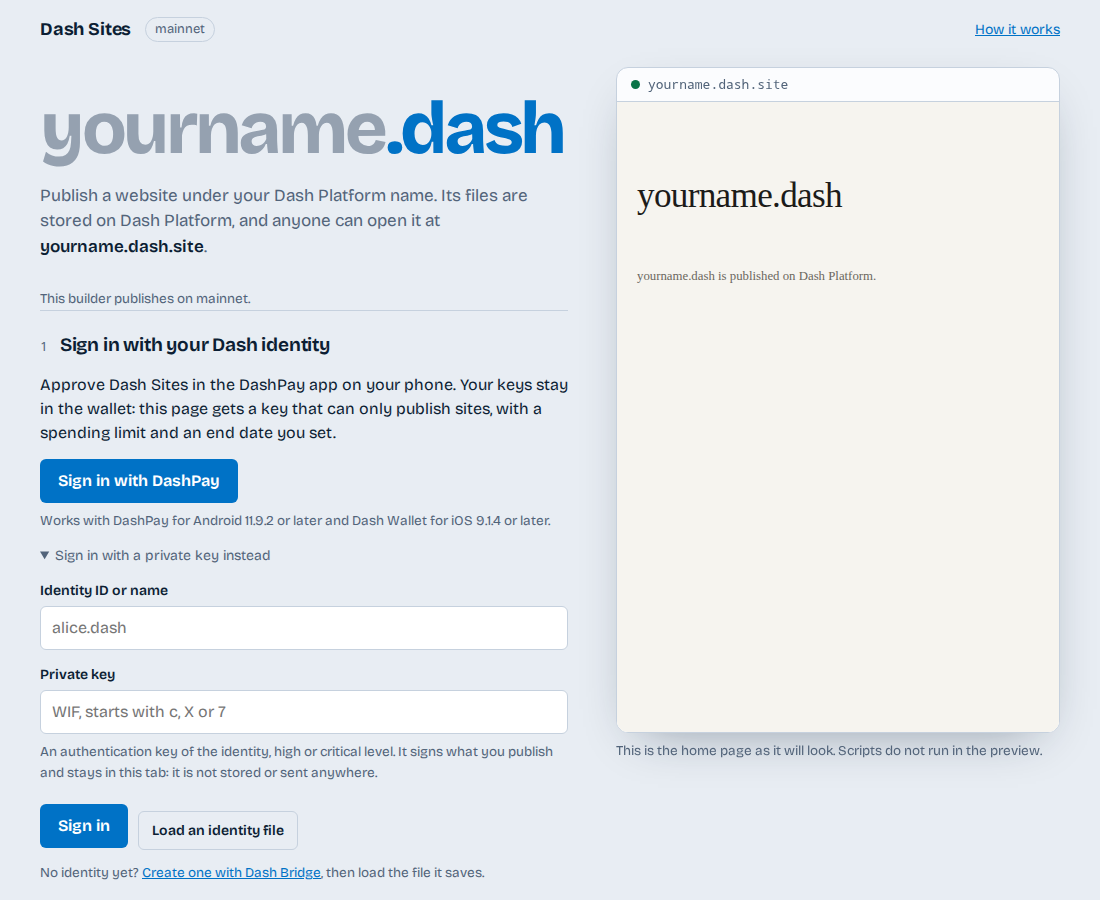 Dash Sites
mainnet
How it works
yourname.dash
Publish a website under your Dash Platform name. Its files are
stored on Dash Platform, and anyone can open it at
yourname.dash.site.
This builder publishes on mainnet.
1 Sign in with your Dash identity
Approve Dash Sites in the DashPay app on your phone. Your keys stay
in the wallet: this page gets a key that can only publish sites, with a
spending limit and an end date you set.
Sign in with DashPay
Works with DashPay for Android 11.9.2 or later and Dash Wallet for iOS 9.1.4 or later.
Sign in with a private key instead
Identity ID or name
alice.dash
Private key
WIF, starts with c, X or 7
An authentication key of the identity, high or critical level. It signs what you publish
and stays in this tab: it is not stored or sent anywhere.
Sign in
Load an identity file
No identity yet? Create one with Dash Bridge, then load the file it saves.
yourname.dash.site
yourname.dash
yourname.dash is published on Dash Platform.
This is the home page as it will look. Scripts do not run in the preview.